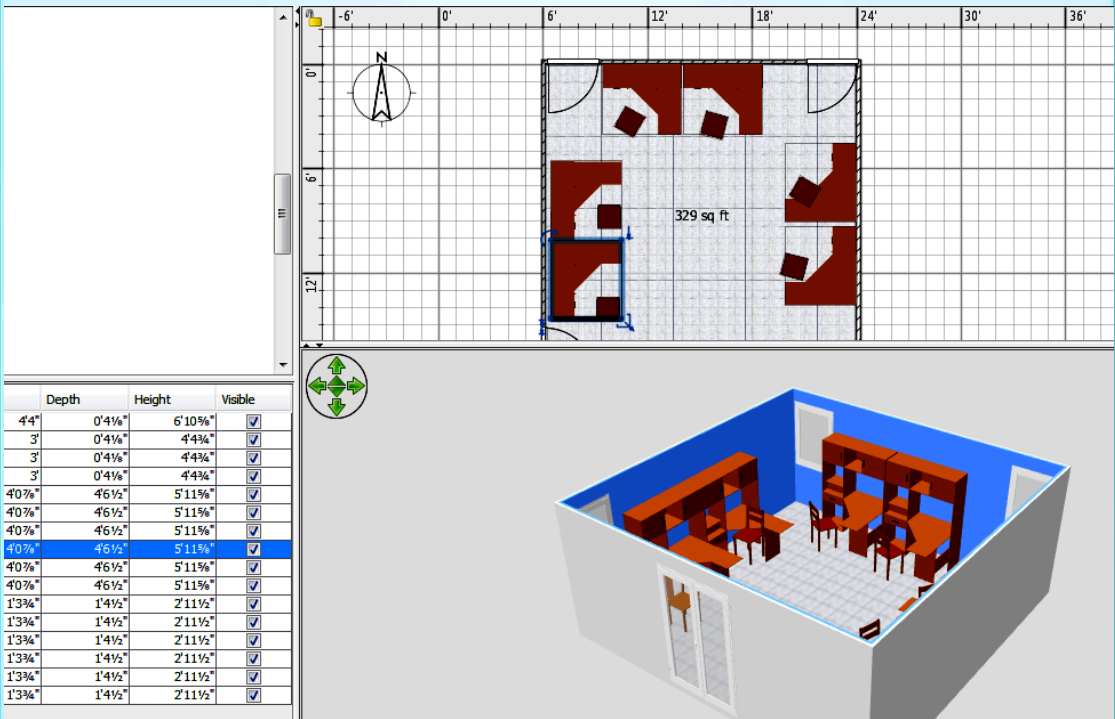 -6' 0' 6' 12' 18' 24' 30' 36'
N
0'
6'
329 sq ft
12'
Depth Height Visible
4'4" 0'4⅛" 6'10⅝"
3' 0'4⅛" 4'4¾"
3' 0'4⅛" 4'4¾"
3' 0'4⅛" 4'4¾"
4'0⅞" 4'6½" 5'11⅝"
4'0⅞" 4'6½" 5'11⅝"
4'0⅞" 4'6½" 5'11⅝"
4'0⅞" 4'6½" 5'11⅝"
4'0⅞" 4'6½" 5'11⅝"
4'0⅞" 4'6½" 5'11⅝"
1'3¾" 1'4½" 2'11½"
1'3¾" 1'4½" 2'11½"
1'3¾" 1'4½" 2'11½"
1'3¾" 1'4½" 2'11½"
1'3¾" 1'4½" 2'11½"
1'3¾" 1'4½" 2'11½"